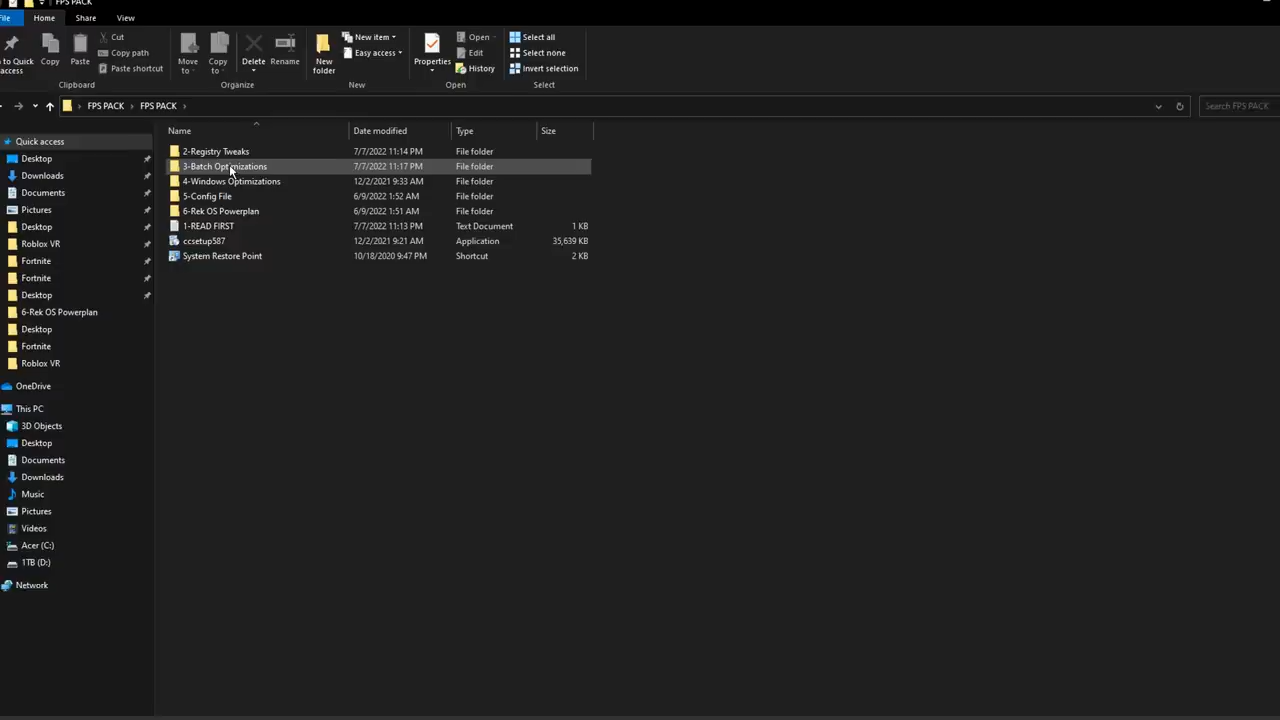 FPS PACK
File
Home
Share
View
Cut
Copy path
Paste shortcut
to Quick
access
Copy
Paste
Move
to
Copy
to
Delete
Rename
New
folder
New item
Easy access
Properties
Open
Edit
History
Select all
Select none
Invert selection
Clipboard
Organize
New
Open
Select
FPS PACK
FPS PACK
Search FPS PACK
Name
Date modified
Type
Size
Quick access
Desktop
Downloads
Documents
Pictures
Desktop
Roblox VR
Fortnite
Fortnite
Desktop
6-Rek OS Powerplan
Desktop
Fortnite
Roblox VR
OneDrive
This PC
3D Objects
Desktop
Documents
Downloads
Music
Pictures
Videos
Acer (C:)
1TB (D:)
Network
2-Registry Tweaks 7/7/2022 11:14 PM File folder
3-Batch Optimizations 7/7/2022 11:17 PM File folder
4-Windows Optimizations 12/2/2021 9:33 AM File folder
5-Config File 6/9/2022 1:52 AM File folder
6-Rek OS Powerplan 6/9/2022 1:51 AM File folder
1-READ FIRST 7/7/2022 11:13 PM Text Document 1 KB
ccsetup587 12/2/2021 9:21 AM Application 35,639 KB
System Restore Point 10/18/2020 9:47 PM Shortcut 2 KB